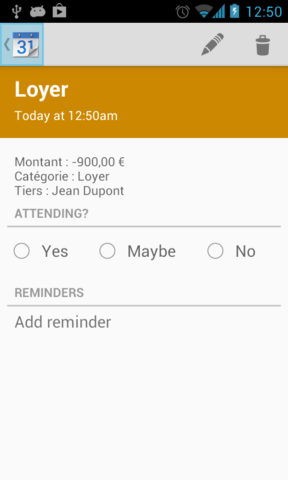 12:50
31
Loyer
Today at 12:50am
Montant : -900,00 €
Catégorie : Loyer
Tiers : Jean Dupont
ATTENDING?
Yes
Maybe
No
REMINDERS
Add reminder